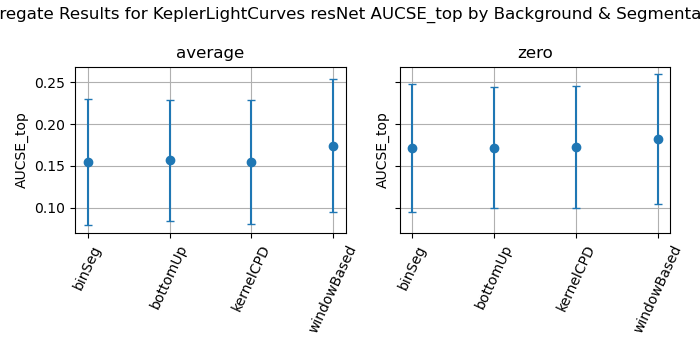 regate Results for KeplerLightCurves resNet AUCSE_top by Background & Segmenta
average
zero
AUCSE_top
0.25
0.20
0.15
0.10
binSeg
bottomUp
kernelCPD
windowBased
AUCSE_top
binSeg
bottomUp
kernelCPD
windowBased